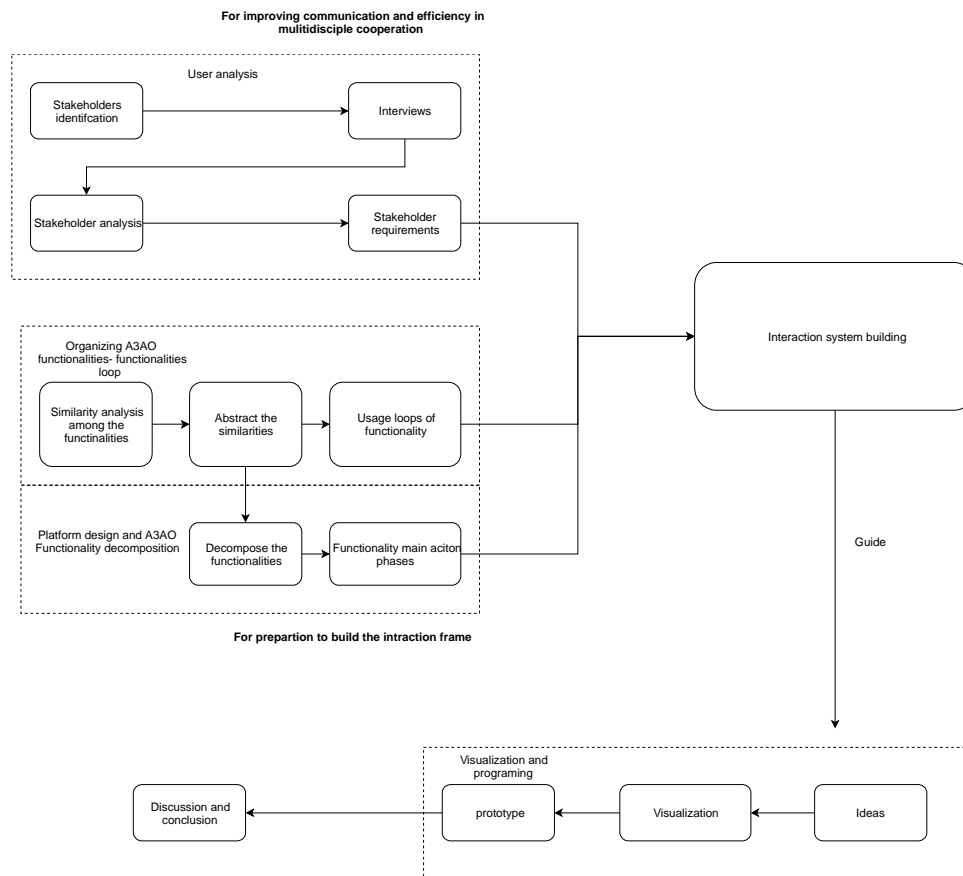 For improving communication and efficiency in
mulitidisciple cooperation
User analysis
Stakeholders
identifcation
Interviews
Stakeholder analysis
Stakeholder
requirements
Organizing A3AO
functionalities- functionalities
loop
Similarity analysis
among the
functinalities
Abstract the
similarities
Usage loops of
functionality
Interaction system building
Platform design and A3AO
Functionality decomposition
Decompose the
functionalities
Functionality main aciton
phases
Guide
For prepartion to build the intraction frame
Visualization and
programing
Discussion and
conclusion
prototype
Visualization
Ideas